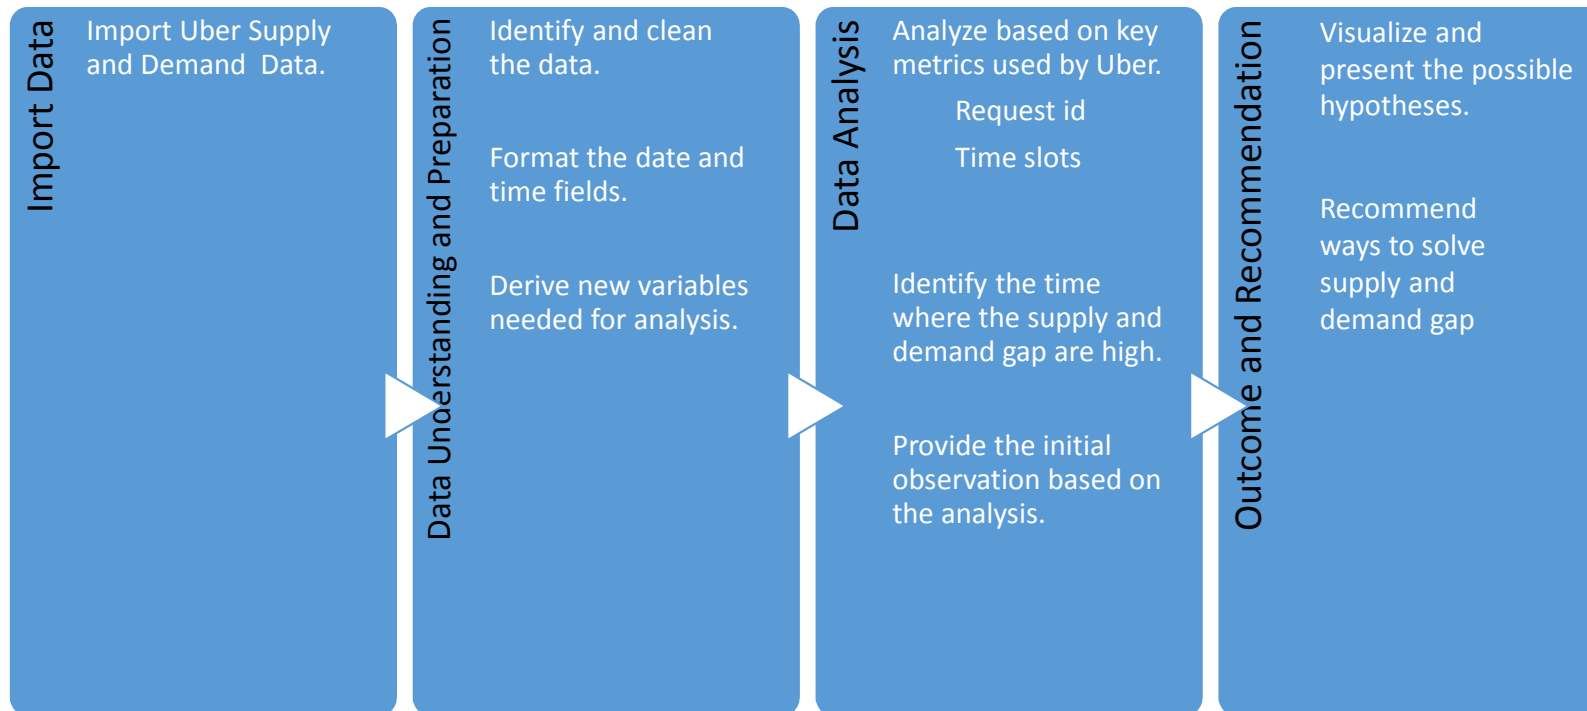 Import Data
Import Uber Supply
and Demand  Data.
Data Understanding and Preparation
Identify and clean
the data.
Format the date and
time fields.
Derive new variables
needed for analysis.
Data Analysis
Analyze based on key
metrics used by Uber.
Request id
Time slots
Identify the time
where the supply and
demand gap are high.
Provide the initial
observation based on
the analysis.
Outcome and Recommendation
Visualize and
present the possible
hypotheses.
Recommend
ways to solve
supply and
demand gap